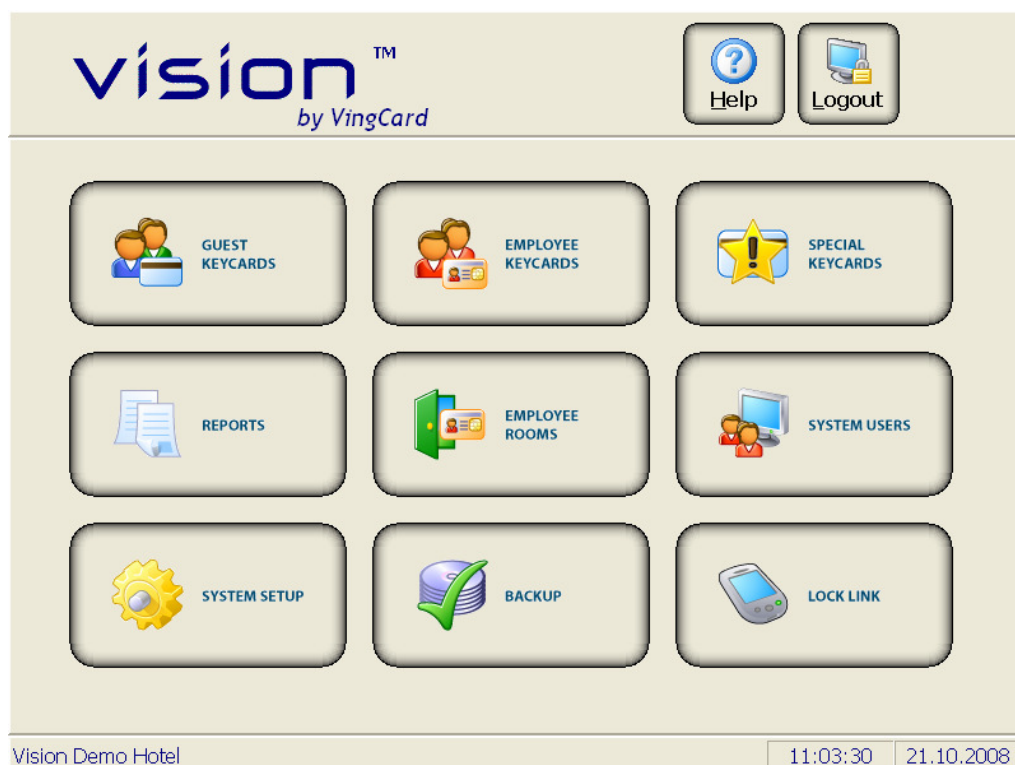 vision™
by VingCard
Help
Logout
GUEST
KEYCARDS
EMPLOYEE
KEYCARDS
SPECIAL
KEYCARDS
REPORTS
EMPLOYEE
ROOMS
SYSTEM USERS
SYSTEM SETUP
BACKUP
LOCK LINK
Vision Demo Hotel
11:03:30
21.10.2008